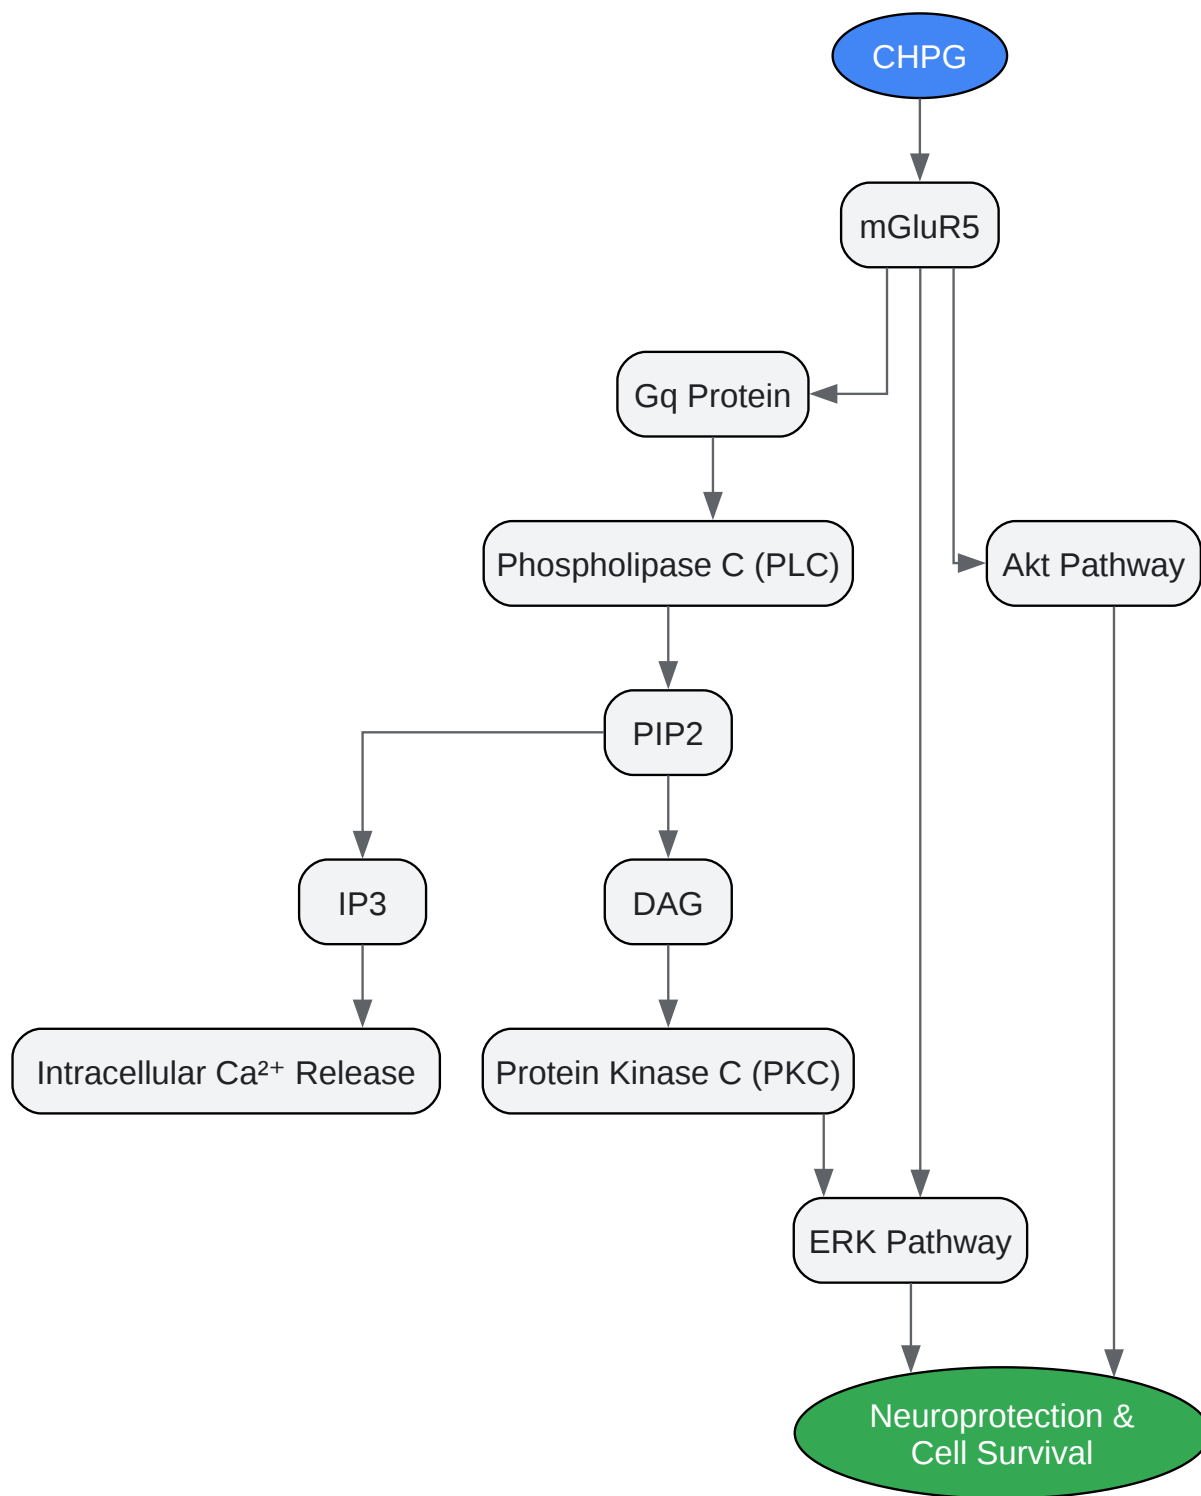 CHPG
mGluR5
Gq Protein
Phospholipase C (PLC)
Akt Pathway
PIP2
IP3
DAG
Intracellular Ca²⁺ Release
Protein Kinase C (PKC)
ERK Pathway
Neuroprotection &
Cell Survival